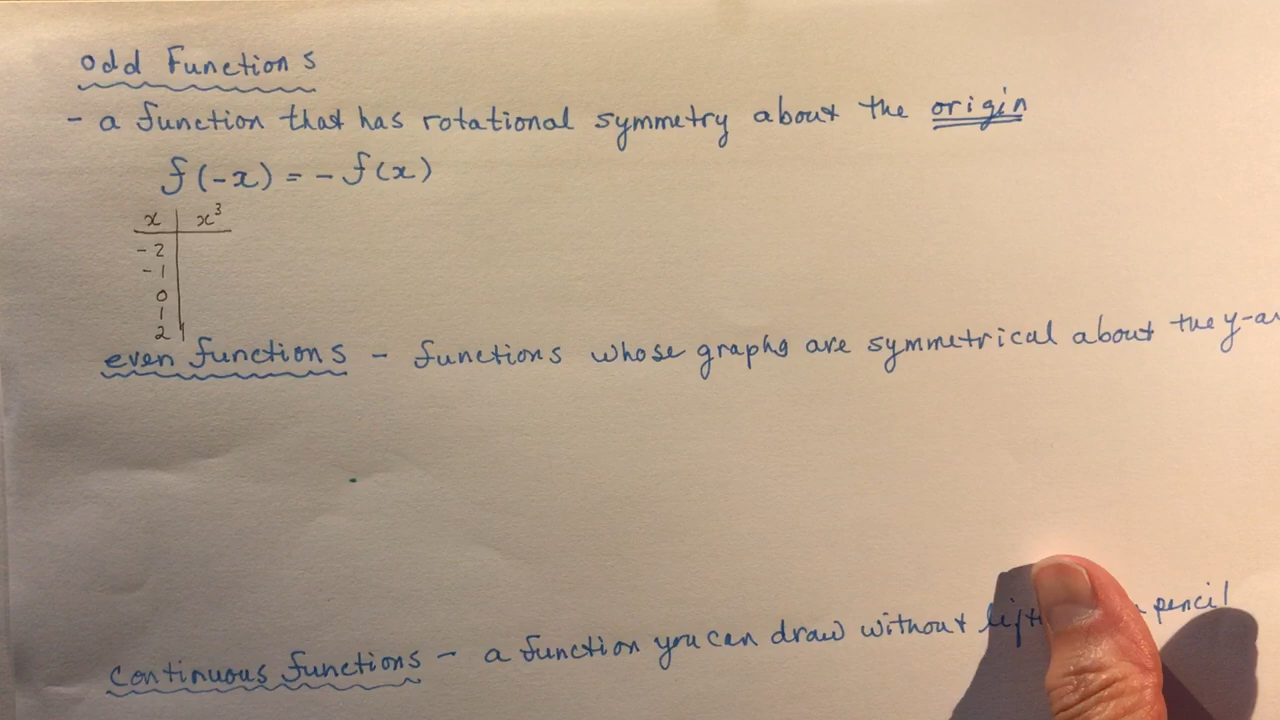 odd Functions
- a function that has rotational symmetry about the origin
f(-x) = - f(x)
x | x³
-2
-1
0
1
2
even functions - functions whose graphs are symmetrical about the y-
continuous functions - a function you can draw without pencil